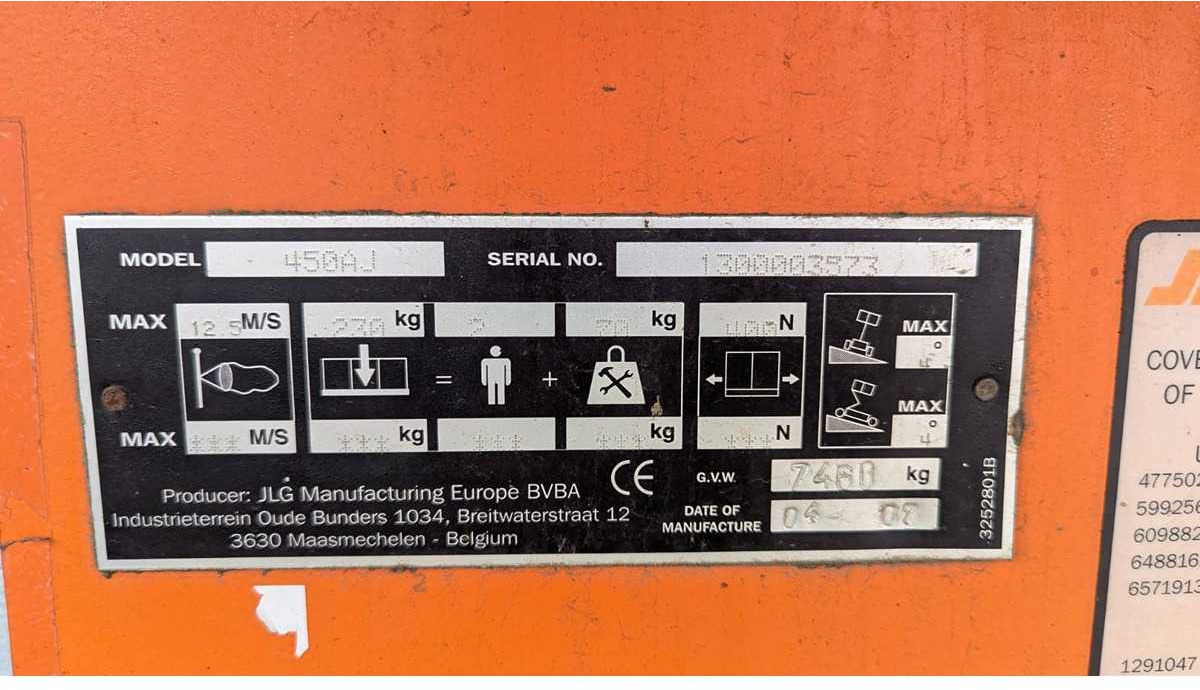 MODEL 450AJ SERIAL NO. 1300003573
MAX 12.5 M/S 230 kg 2 70 kg 400 N MAX 4°
= +
MAX *** M/S *** kg *** *** kg *** N MAX 4°
Producer: JLG Manufacturing Europe BVBA CE G.V.W. 7460 kg
Industrieterrein Oude Bunders 1034, Breitwaterstraat 12 DATE OF MANUFACTURE 04- 07
3630 Maasmechelen - Belgium
3252801B
COVE
OF
477502
599256
609882
648816
6571913
1291047